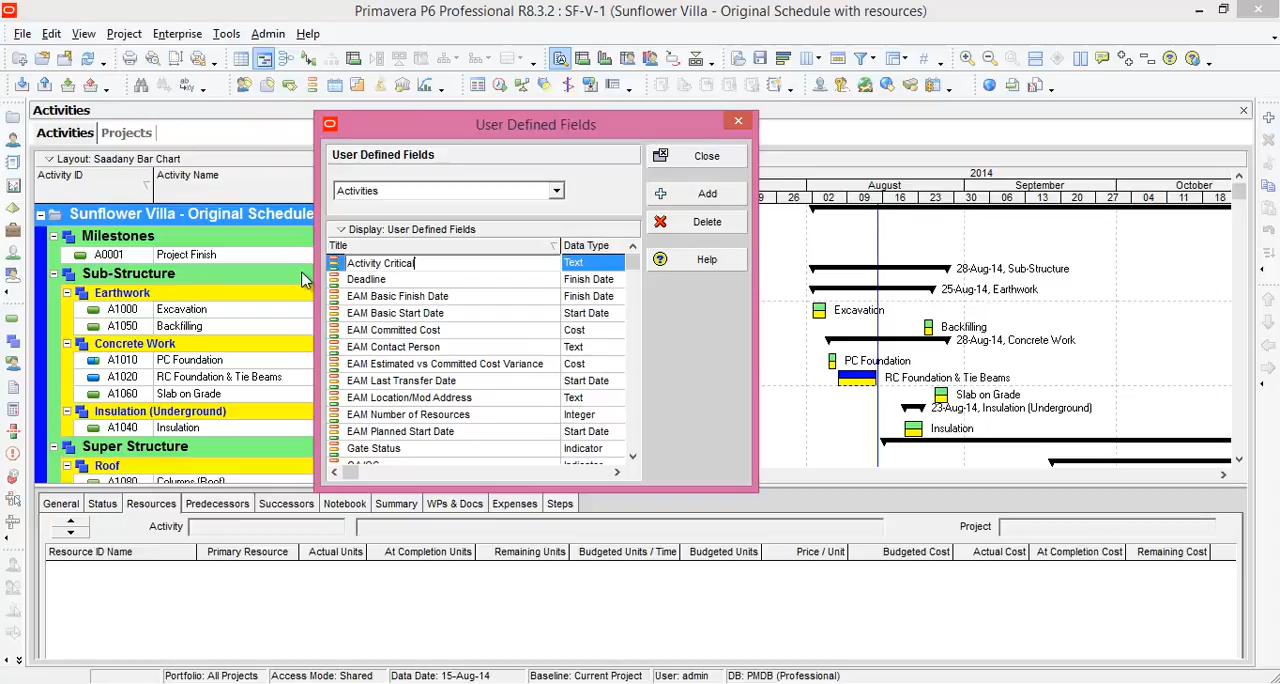 Primavera P6 Professional R8.3.2 : SF-V-1 (Sunflower Villa - Original Schedule with resources)
File Edit View Project Enterprise Tools Admin Help
Activities
Activities Projects
Layout: Saadany Bar Chart
Activity ID Activity Name
Sunflower Villa - Original Schedule
Milestones
A0001 Project Finish
Sub-Structure
Earthwork
A1000 Excavation
A1050 Backfilling
Concrete Work
A1010 PC Foundation
A1020 RC Foundation & Tie Beams
A1060 Slab on Grade
Insulation (Underground)
A1040 Insulation
Super Structure
Roof
A1080 Columns (Roof)
User Defined Fields
User Defined Fields
Activities
Display: User Defined Fields
Title Data Type
Activity Critical Text
Deadline Finish Date
EAM Basic Finish Date Finish Date
EAM Basic Start Date Start Date
EAM Committed Cost Cost
EAM Contact Person Text
EAM Estimated vs Committed Cost Variance Cost
EAM Last Transfer Date Start Date
EAM Location/Mod Address Text
EAM Number of Resources Integer
EAM Planned Start Date Start Date
Gate Status Indicator
Close
Add
Delete
Help
2014
August September October
9 26 02 09 16 23 30 06 13 20 27 04 11 18
28-Aug-14, Sub-Structure
25-Aug-14, Earthwork
Excavation
Backfilling
28-Aug-14, Concrete Work
PC Foundation
RC Foundation & Tie Beams
Slab on Grade
23-Aug-14, Insulation (Underground)
Insulation
General Status Resources Predecessors Successors Notebook Summary WPs & Docs Expenses Steps
Activity Project
Resource ID Name Primary Resource Actual Units At Completion Units Remaining Units Budgeted Units / Time Budgeted Units Price / Unit Budgeted Cost Actual Cost At Completion Cost Remaining Cost
Portfolio: All Projects Access Mode: Shared Data Date: 15-Aug-14 Baseline: Current Project User: admin DB: PMDB (Professional)